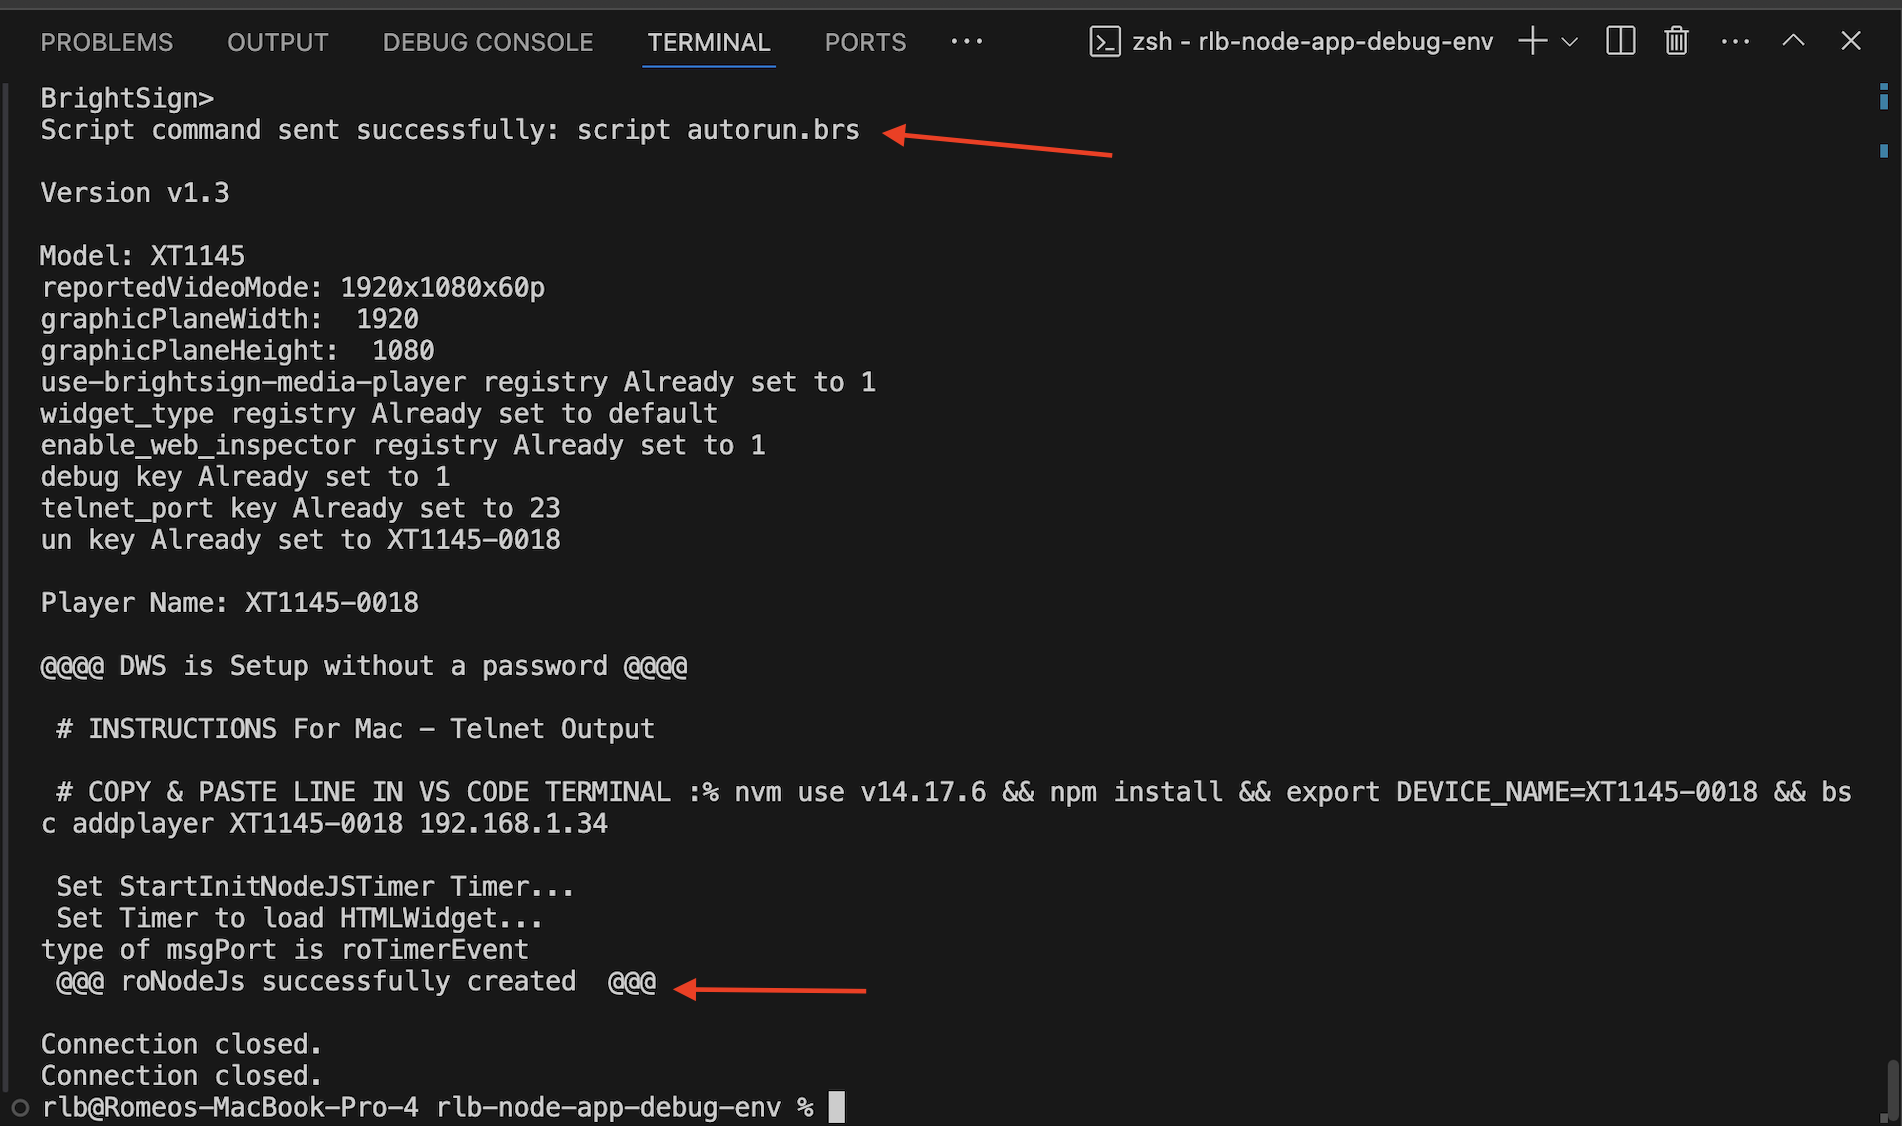 PROBLEMS OUTPUT DEBUG CONSOLE TERMINAL PORTS ... zsh - rlb-node-app-debug-env
BrightSign>
Script command sent successfully: script autorun.brs
Version v1.3
Model: XT1145
reportedVideoMode: 1920x1080x60p
graphicPlaneWidth:  1920
graphicPlaneHeight:  1080
use-brightsign-media-player registry Already set to 1
widget_type registry Already set to default
enable_web_inspector registry Already set to 1
debug key Already set to 1
telnet_port key Already set to 23
un key Already set to XT1145-0018
Player Name: XT1145-0018
@@@@ DWS is Setup without a password @@@@
# INSTRUCTIONS For Mac - Telnet Output
# COPY & PASTE LINE IN VS CODE TERMINAL :% nvm use v14.17.6 && npm install && export DEVICE_NAME=XT1145-0018 && bs
c addplayer XT1145-0018 192.168.1.34
Set StartInitNodeJSTimer Timer...
Set Timer to load HTMLWidget...
type of msgPort is roTimerEvent
@@@ roNodeJs successfully created  @@@
Connection closed.
Connection closed.
rlb@Romeos-MacBook-Pro-4 rlb-node-app-debug-env %